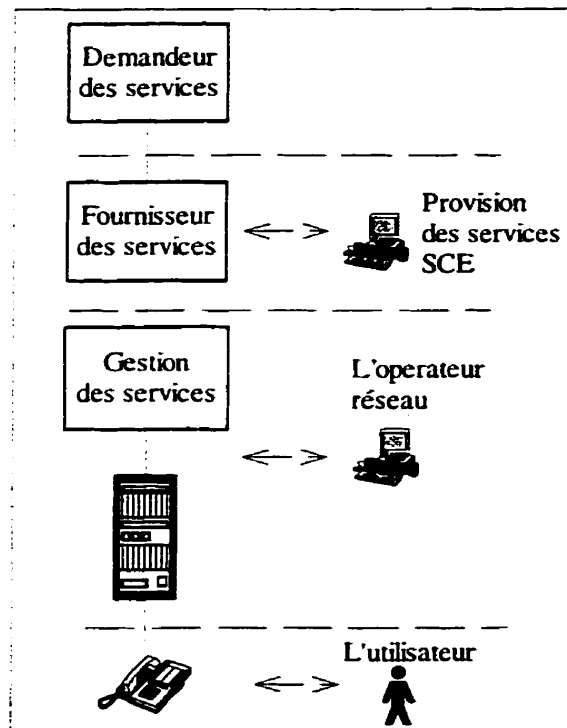 Demandeur
des services
Fournisseur
des services
Provision
des services
SCE
Gestion
des services
L'operateur
réseau
L'utilisateur